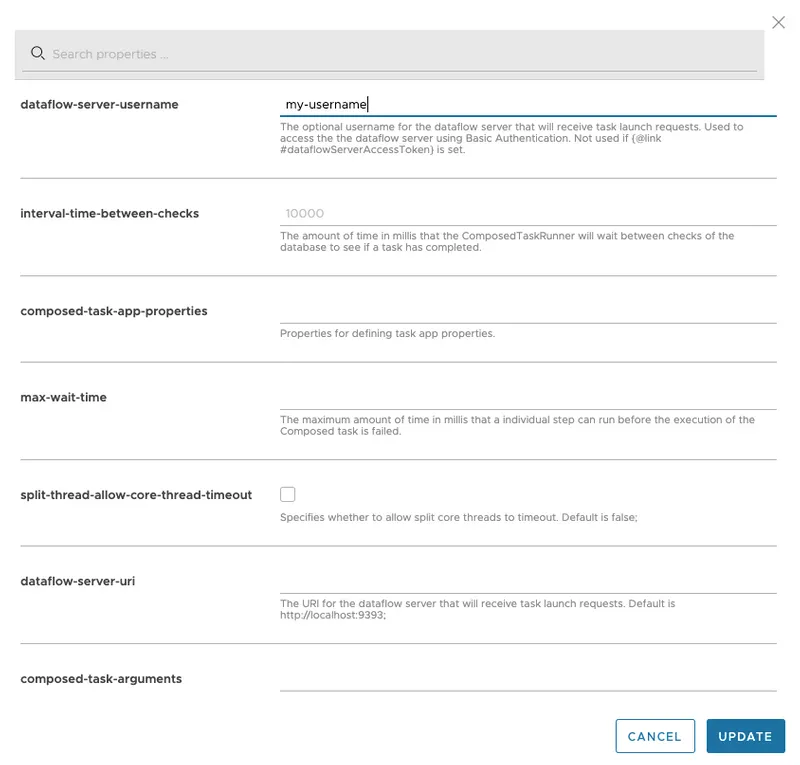 Search properties ...
dataflow-server-username
my-username
The optional username for the dataflow server that will receive task launch requests. Used to
access the the dataflow server using Basic Authentication. Not used if {@link
#dataflowServerAccessToken} is set.
interval-time-between-checks
10000
The amount of time in millis that the ComposedTaskRunner will wait between checks of the
database to see if a task has completed.
composed-task-app-properties
Properties for defining task app properties.
max-wait-time
The maximum amount of time in millis that a individual step can run before the execution of the
Composed task is failed.
split-thread-allow-core-thread-timeout
Specifies whether to allow split core threads to timeout. Default is false;
dataflow-server-uri
The URI for the dataflow server that will receive task launch requests. Default is
http://localhost:9393;
composed-task-arguments
CANCEL
UPDATE